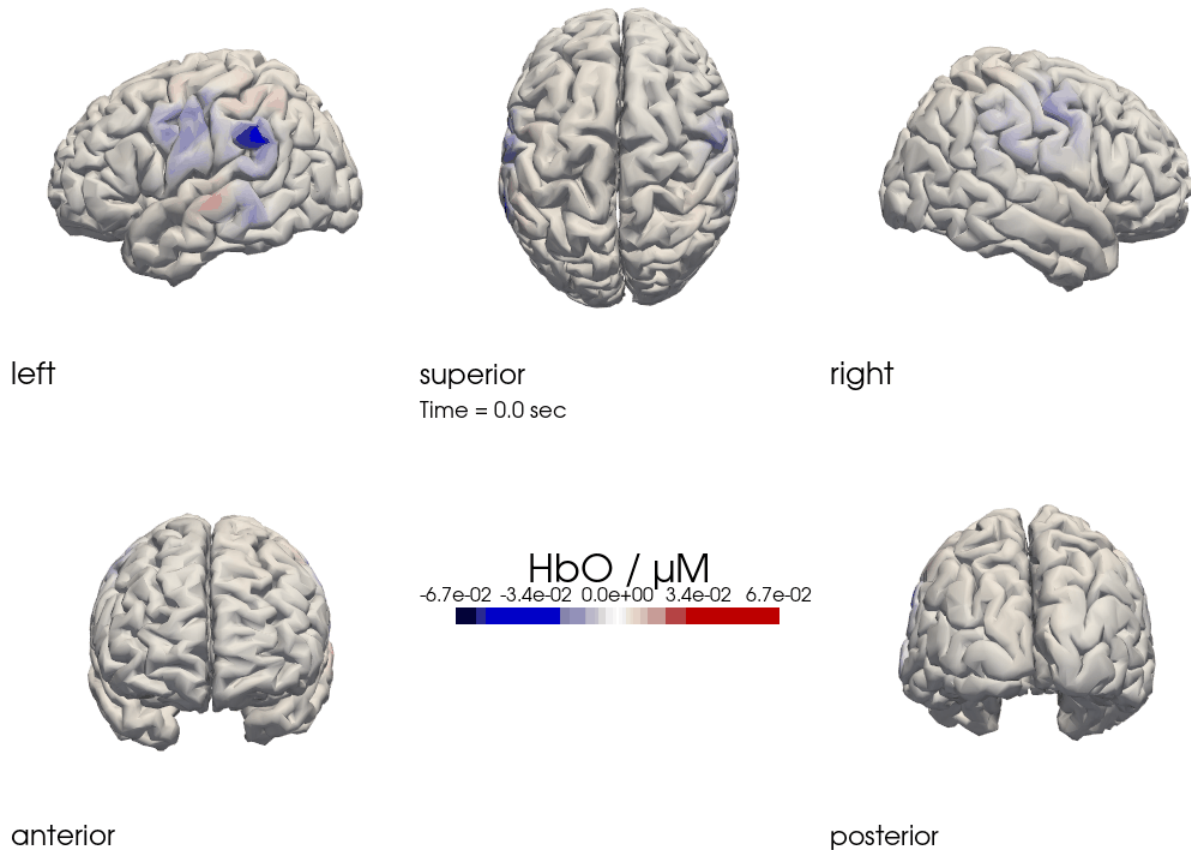 left
superior
Time = 0.0 sec
right
HbO / μM
-6.7e-02 -3.4e-02 0.0e+00 3.4e-02 6.7e-02
anterior
posterior